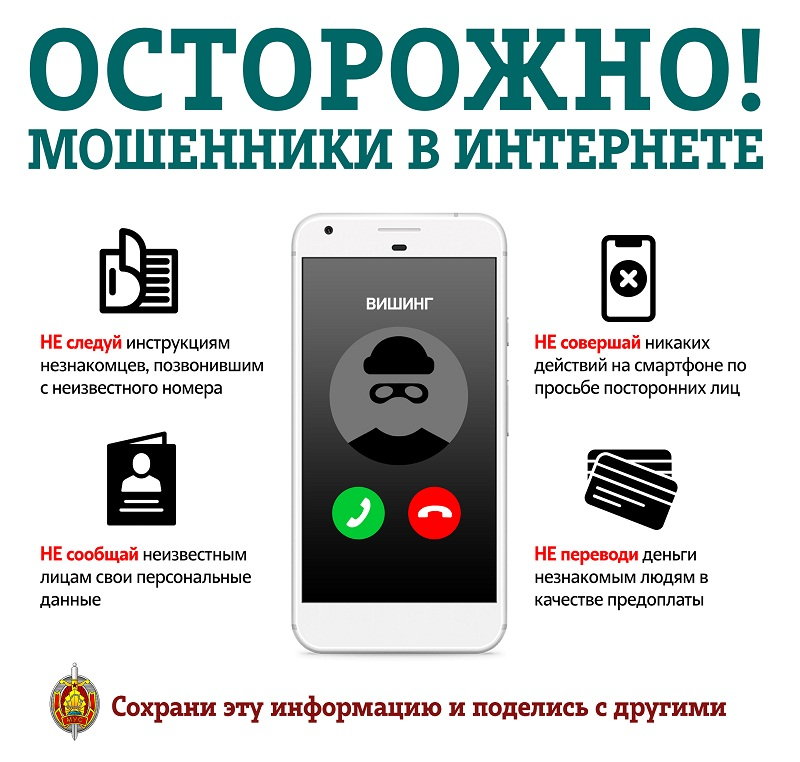 ОСТОРОЖНО!
МОШЕННИКИ В ИНТЕРНЕТЕ
НЕ следуй инструкциям
незнакомцев, позвонившим
с неизвестного номера
ВИШИНГ
НЕ совершай никаких
действий на смартфоне по
просьбе посторонних лиц
НЕ сообщай неизвестным
лицам свои персональные
данные
НЕ переводи деньги
незнакомым людям в
качестве предоплаты
МУС
Сохрани эту информацию и поделись с другими